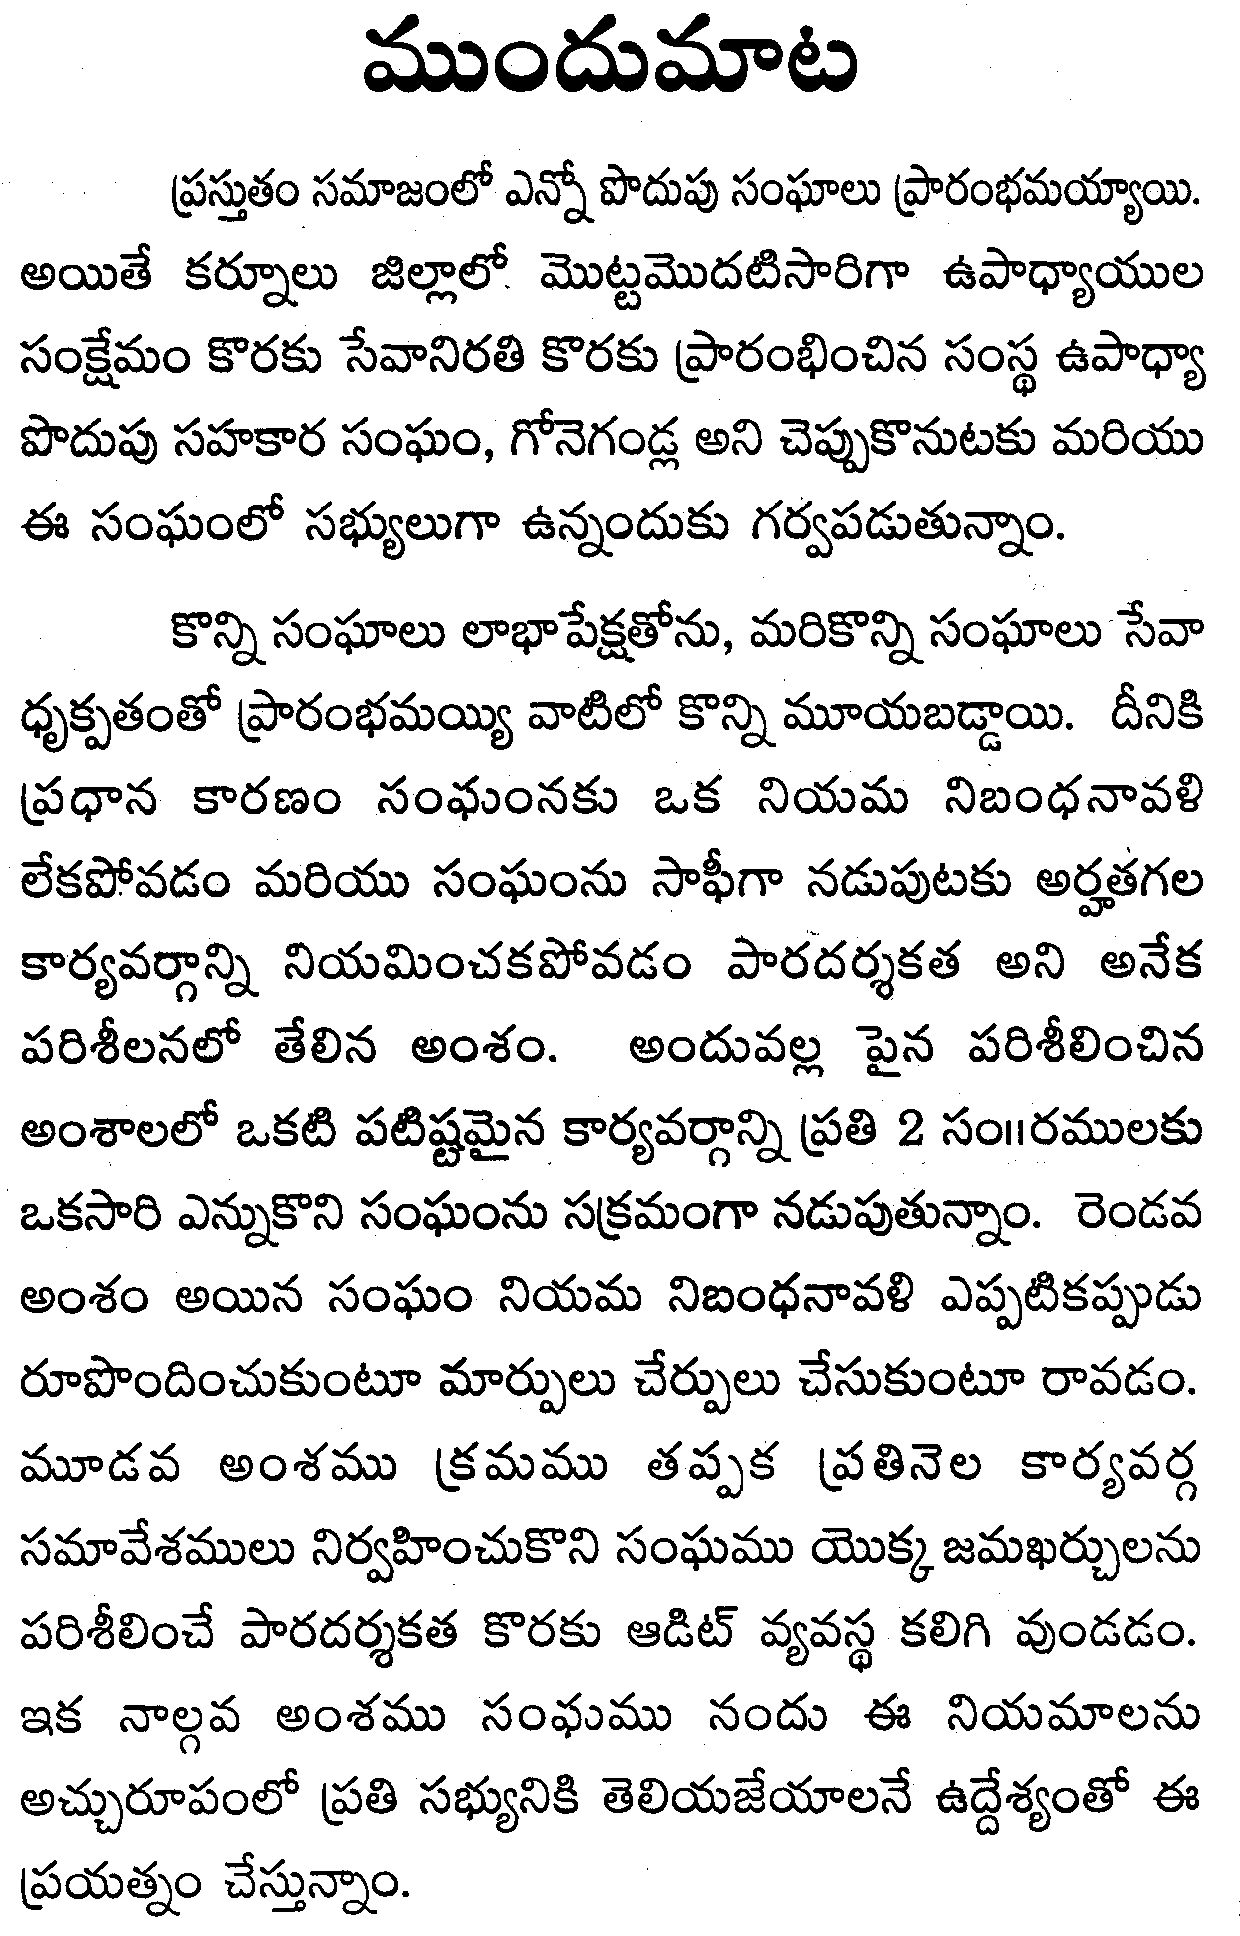 ముందుమాట
ప్రస్తుతం సమాజంలో ఎన్నో పొదుపు సంఘాలు ప్రారంభమయ్యాయి.
అయితే కర్నూలు జిల్లాలో మొట్టమొదటిసారిగా ఉపాధ్యాయుల
సంక్షేమం కొరకు సేవానిరతి కొరకు ప్రారంభించిన సంస్థ ఉపాధ్యా
పొదుపు సహకార సంఘం, గోనెగండ్ల అని చెప్పుకొనుటకు మరియు
ఈ సంఘంలో సభ్యులుగా ఉన్నందుకు గర్వపడుతున్నాం.
కొన్ని సంఘాలు లాభాపేక్షతోను, మరికొన్ని సంఘాలు సేవా
ధృక్పతంతో ప్రారంభమయ్యి వాటిలో కొన్ని మూయబడ్డాయి. దీనికి
ప్రధాన కారణం సంఘంనకు ఒక నియమ నిబంధనావళి
లేకపోవడం మరియు సంఘంను సాఫీగా నడుపుటకు అర్హతగల
కార్యవర్గాన్ని నియమించకపోవడం పారదర్శకత అని అనేక
పరిశీలనలో తేలిన అంశం. అందువల్ల పైన పరిశీలించిన
అంశాలలో ఒకటి పటిష్టమైన కార్యవర్గాన్ని ప్రతి 2 సం॥రములకు
ఒకసారి ఎన్నుకొని సంఘంను సక్రమంగా నడుపుతున్నాం. రెండవ
అంశం అయిన సంఘం నియమ నిబంధనావళి ఎప్పటికప్పుడు
రూపొందించుకుంటూ మార్పులు చేర్పులు చేసుకుంటూ రావడం.
మూడవ అంశము క్రమము తప్పక ప్రతినెల కార్యవర్గ
సమావేశములు నిర్వహించుకొని సంఘము యొక్క జమఖర్చులను
పరిశీలించే పారదర్శకత కొరకు ఆడిట్ వ్యవస్థ కలిగి వుండడం.
ఇక నాల్గవ అంశము సంఘము నందు ఈ నియమాలను
అచ్చురూపంలో ప్రతి సభ్యునికి తెలియజేయాలనే ఉద్దేశ్యంతో ఈ
ప్రయత్నం చేస్తున్నాం.